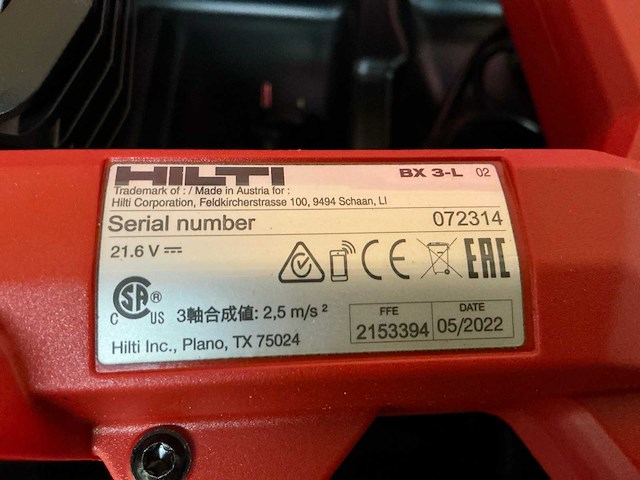 HILTI BX 3-L 02
Trademark of : / Made in Austria for :
Hilti Corporation, Feldkircherstrasse 100, 9494 Schaan, LI
Serial number 072314
21.6 V
CE EAC
CSA ®
C US
3軸合成値: 2,5 m/s²
FFE DATE
2153394 05/2022
Hilti Inc., Plano, TX 75024